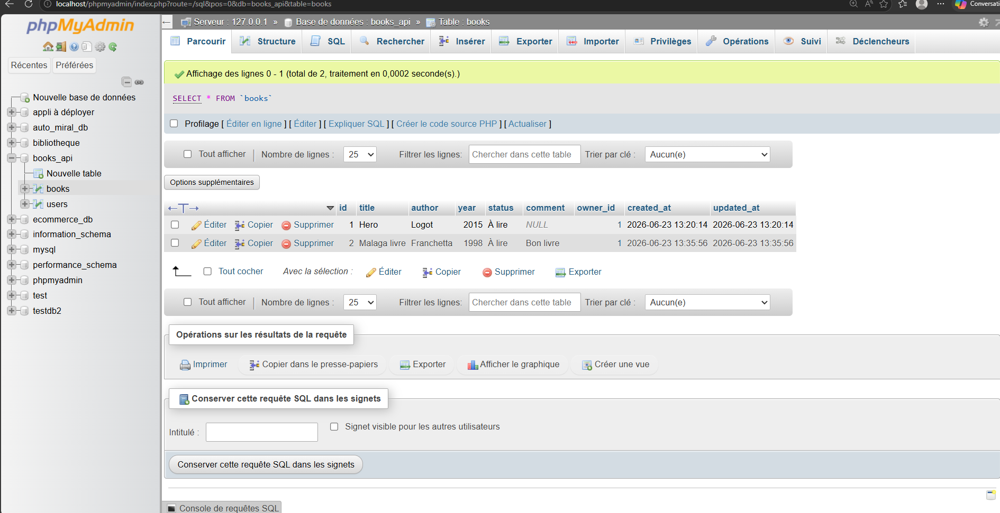 localhost/phpmyadmin/index.php?route=/sql&pos=0&db=books_api&table=books
Conversati
phpMyAdmin
Récentes Préférées
Nouvelle base de données
appli à déployer
auto_miral_db
bibliotheque
books_api
Nouvelle table
books
users
ecommerce_db
information_schema
mysql
performance_schema
phpmyadmin
test
testdb2
Serveur : 127.0.0.1 » Base de données : books_api » Table : books
Parcourir Structure SQL Rechercher Insérer Exporter Importer Privilèges Opérations Suivi Déclencheurs
Affichage des lignes 0 - 1 (total de 2, traitement en 0,0002 seconde(s).)
SELECT * FROM `books`
Profilage [ Éditer en ligne ] [ Éditer ] [ Expliquer SQL ] [ Créer le code source PHP ] [ Actualiser ]
Tout afficher Nombre de lignes : 25 Filtrer les lignes: Chercher dans cette table Trier par clé : Aucun(e)
Options supplémentaires
←T→ id title author year status comment owner_id created_at updated_at
Éditer Copier Supprimer 1 Hero Logot 2015 À lire NULL 1 2026-06-23 13:20:14 2026-06-23 13:20:14
Éditer Copier Supprimer 2 Malaga livre Franchetta 1998 À lire Bon livre 1 2026-06-23 13:35:56 2026-06-23 13:35:56
Tout cocher Avec la sélection : Éditer Copier Supprimer Exporter
Tout afficher Nombre de lignes : 25 Filtrer les lignes: Chercher dans cette table Trier par clé : Aucun(e)
Opérations sur les résultats de la requête
Imprimer Copier dans le presse-papiers Exporter Afficher le graphique Créer une vue
Conserver cette requête SQL dans les signets
Intitulé : Signet visible pour les autres utilisateurs
Conserver cette requête SQL dans les signets
Console de requêtes SQL